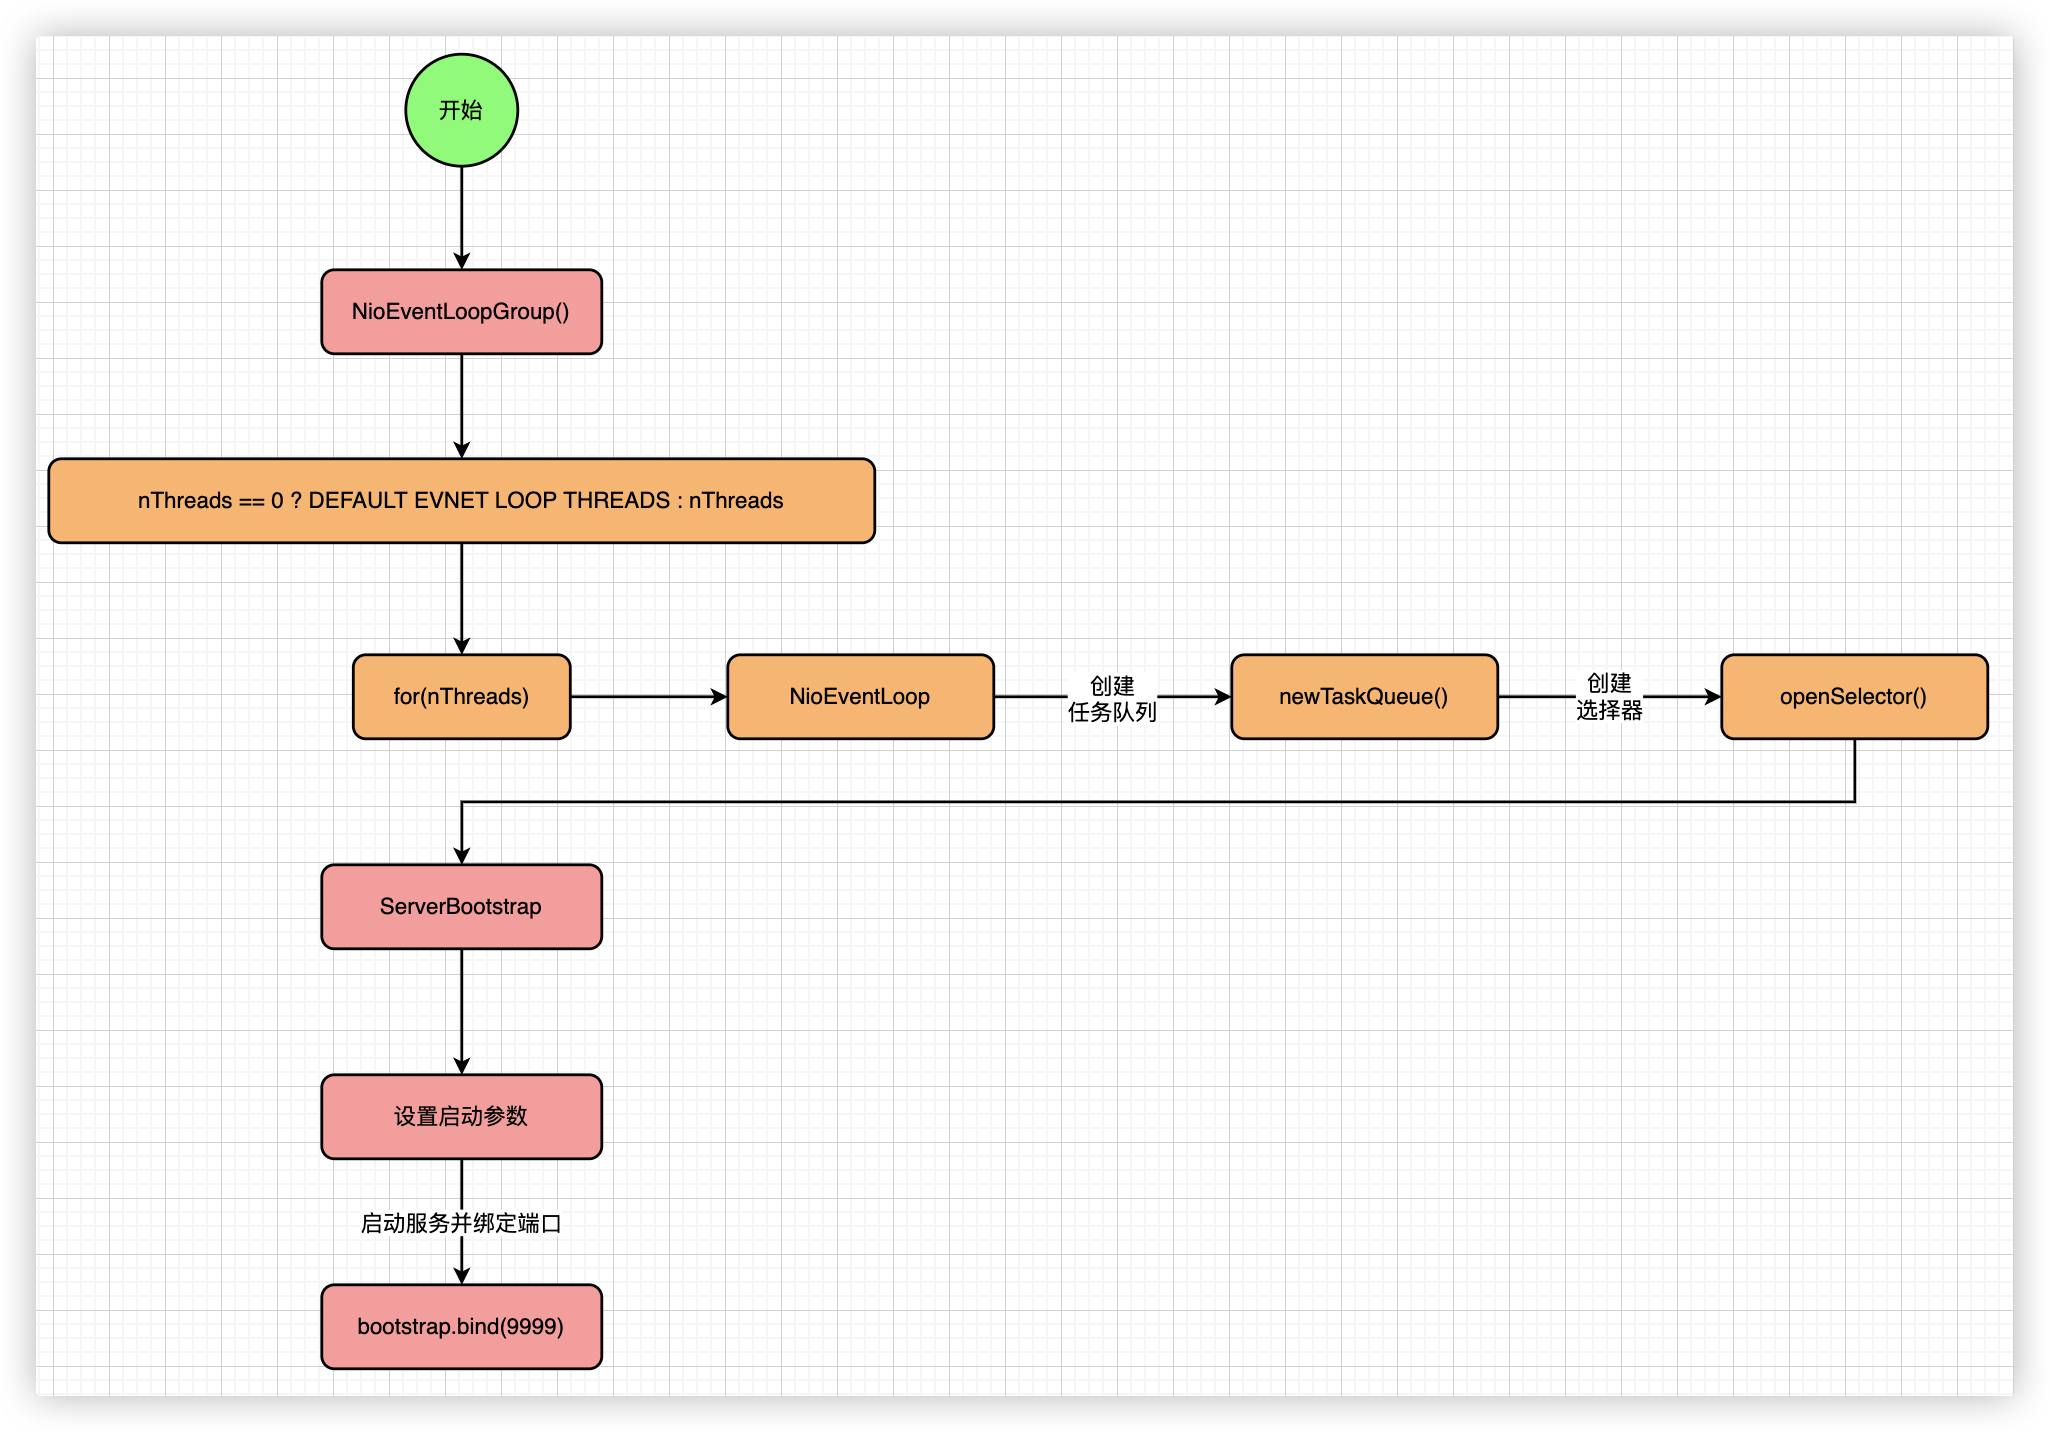 开始
NioEventLoopGroup()
nThreads == 0 ? DEFAULT EVNET LOOP THREADS : nThreads
for(nThreads)
NioEventLoop
创建
任务队列
newTaskQueue()
创建
选择器
openSelector()
ServerBootstrap
设置启动参数
启动服务并绑定端口
bootstrap.bind(9999)